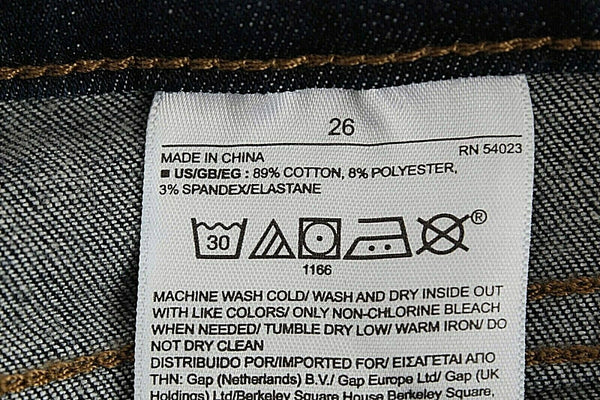 26
MADE IN CHINA RN 54023
■ US/GB/EG : 89% COTTON, 8% POLYESTER,
3% SPANDEX/ELASTANE
30 ®
1166
MACHINE WASH COLD/ WASH AND DRY INSIDE OUT
WITH LIKE COLORS/ ONLY NON-CHLORINE BLEACH
WHEN NEEDED/ TUMBLE DRY LOW/ WARM IRON/ DO
NOT DRY CLEAN
DISTRIBUIDO POR/IMPORTED FOR/ ΕΙΣΑΓΕΤΑΙ ΑΠΟ
ΤΗΝ: Gap (Netherlands) B.V./ Gap Europe Ltd/ Gap (UK
Holdings) Ltd/Berkeley Square House Berkeley Square,